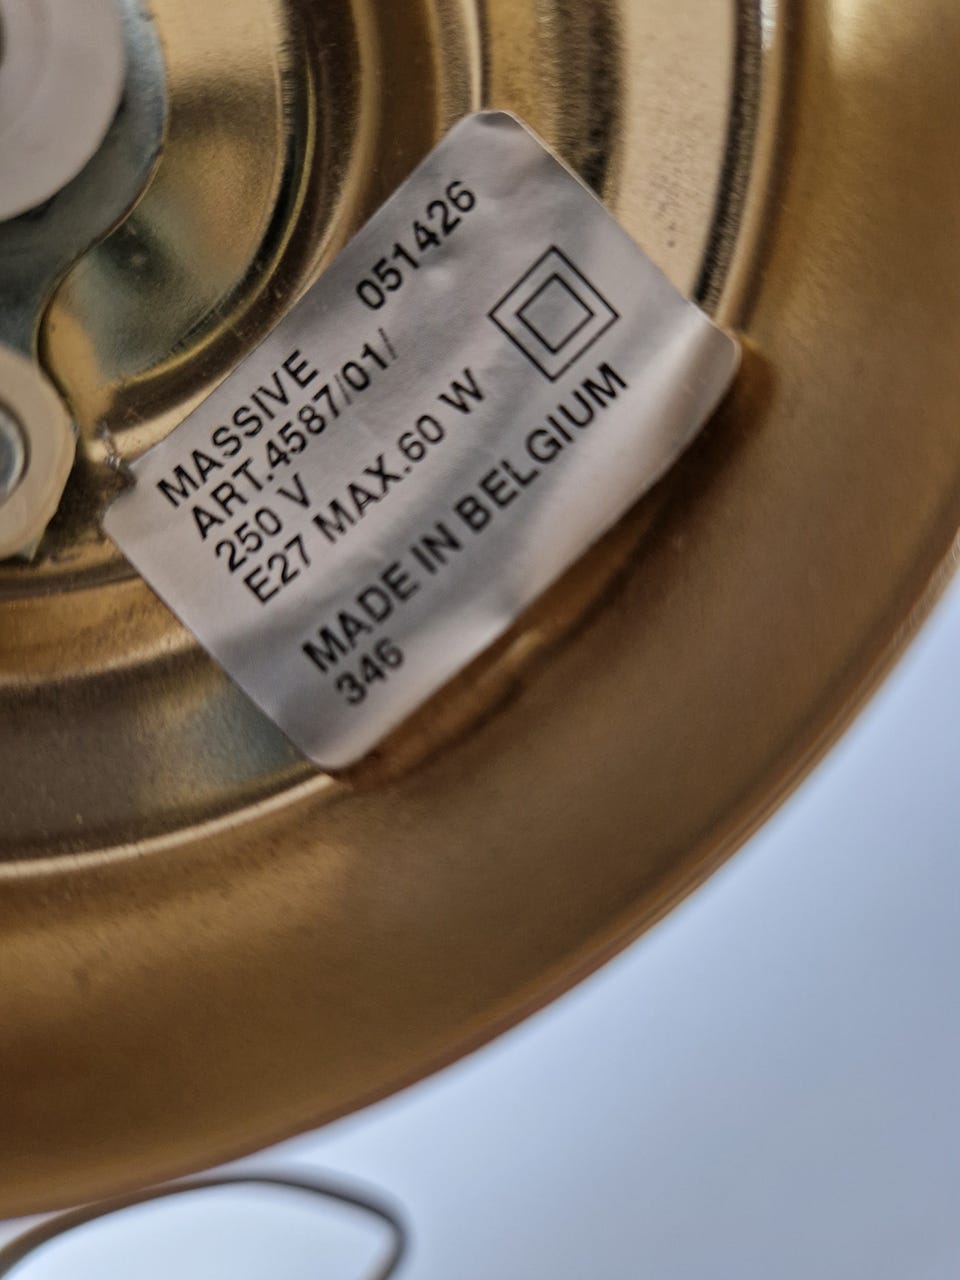 MASSIVE 051426
ART.4587/01/
250 V
E27 MAX.60 W
MADE IN BELGIUM
346